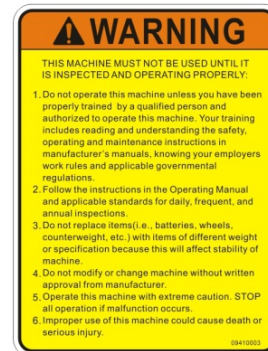 WARNING
THIS MACHINE MUST NOT BE USED UNTIL IT
IS INSPECTED AND OPERATING PROPERLY:
1. Do not operate this machine unless you have been
properly trained by a qualified person and
authorized to operate this machine. Your training
includes reading and understanding the safety,
operating and maintenance instructions in
manufacturer's manuals, knowing your employers
work rules and applicable governmental
regulations.
2. Follow the instructions in the Operating Manual
and applicable standards for daily, frequent, and
annual inspections.
3. Do not replace items(i.e., batteries, wheels,
counterweight, etc.) with items of different weight
or specification because this will affect stability of
machine.
4. Do not modify or change machine without written
approval from manufacturer.
5. Operate this machine with extreme caution. STOP
all operation if malfunction occurs.
6. Improper use of this machine could cause death or
serious injury.
09410003